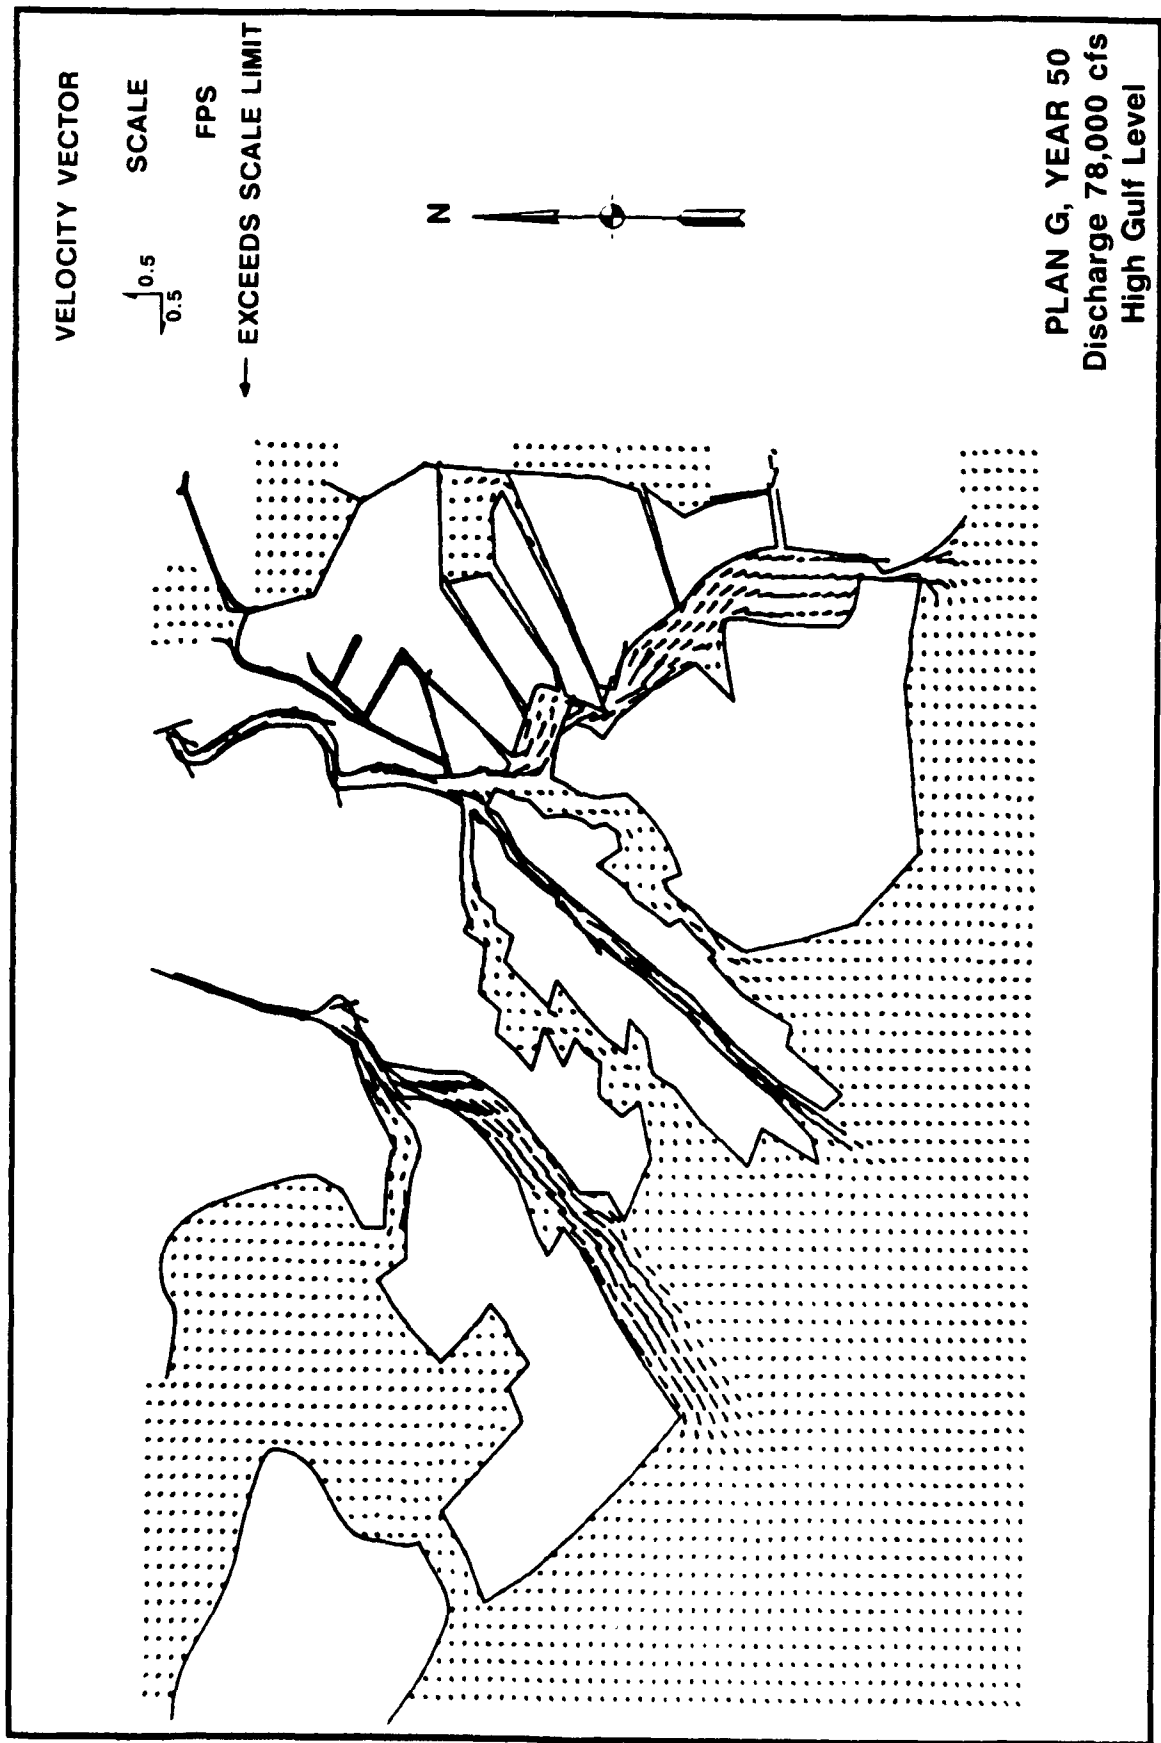 VELOCITY VECTOR
SCALE
0.5
0.5
FPS
← EXCEEDS SCALE LIMIT
N
PLAN G, YEAR 50
Discharge 78,000 cfs
High Gulf Level